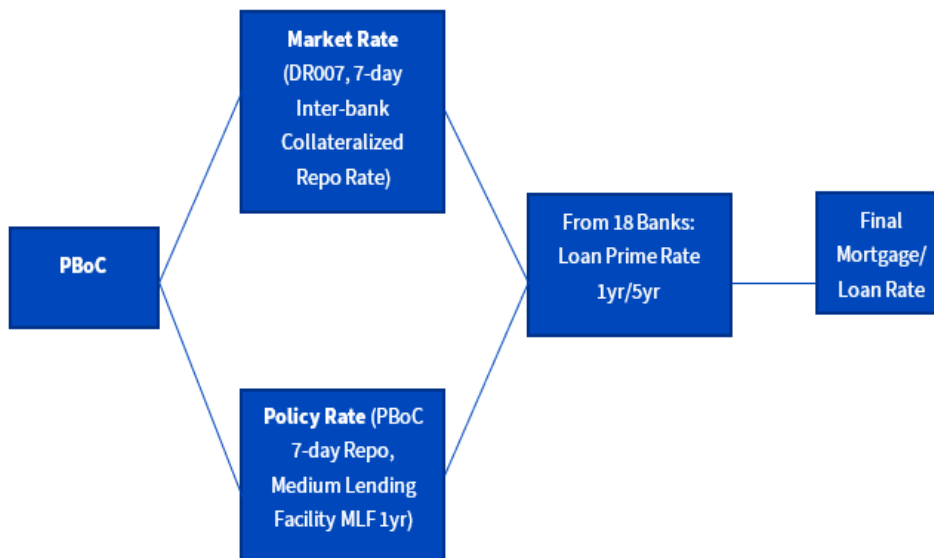 Market Rate
(DR007, 7-day
Inter-bank
Collateralized
Repo Rate)
PBoC
From 18 Banks:
Loan Prime Rate
1yr/5yr
Final
Mortgage/
Loan Rate
Policy Rate (PBoC
7-day Repo,
Medium Lending
Facility MLF 1yr)